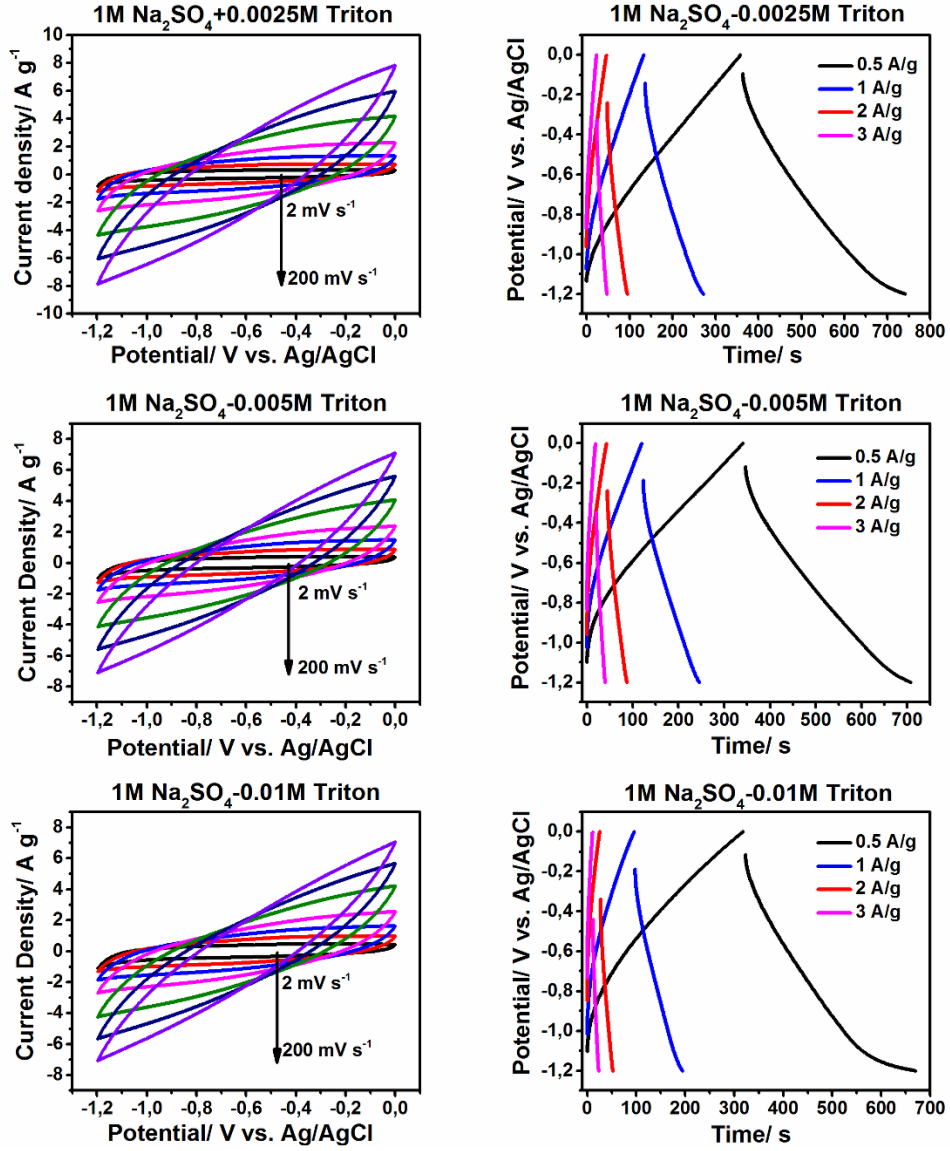 1M Na₂SO₄+0.0025M Triton
10
8
6
4
2
0
-2
-4
-6
-8
-10
Current density/ A g⁻¹
2 mV s⁻¹
200 mV s⁻¹
-1,2 -1,0 -0,8 -0,6 -0,4 -0,2 0,0
Potential/ V vs. Ag/AgCl
1M Na₂SO₄-0.0025M Triton
0,0
-0,2
-0,4
-0,6
-0,8
-1,0
-1,2
Potential/ V vs. Ag/AgCl
0.5 A/g
1 A/g
2 A/g
3 A/g
0 100 200 300 400 500 600 700 800
Time/ s
1M Na₂SO₄-0.005M Triton
8
6
4
2
0
-2
-4
-6
-8
Current Density/ A g⁻¹
2 mV s⁻¹
200 mV s⁻¹
-1,2 -1,0 -0,8 -0,6 -0,4 -0,2 0,0
Potential/ V vs. Ag/AgCl
1M Na₂SO₄-0.005M Triton
0,0
-0,2
-0,4
-0,6
-0,8
-1,0
-1,2
Potential/ V vs. Ag/AgCl
0.5 A/g
1 A/g
2 A/g
3 A/g
0 100 200 300 400 500 600 700
Time/ s
1M Na₂SO₄-0.01M Triton
8
6
4
2
0
-2
-4
-6
-8
Current Density/ A g⁻¹
2 mV s⁻¹
200 mV s⁻¹
-1,2 -1,0 -0,8 -0,6 -0,4 -0,2 0,0
Potential/ V vs. Ag/AgCl
1M Na₂SO₄-0.01M Triton
0,0
-0,2
-0,4
-0,6
-0,8
-1,0
-1,2
Potential/ V vs. Ag/AgCl
0.5 A/g
1 A/g
2 A/g
3 A/g
0 100 200 300 400 500 600 700
Time/ s